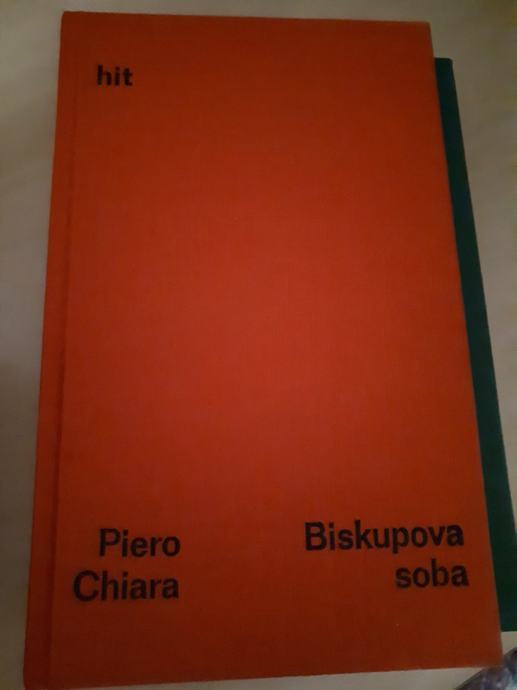 hit
Piero
Chiara
Biskupova
soba